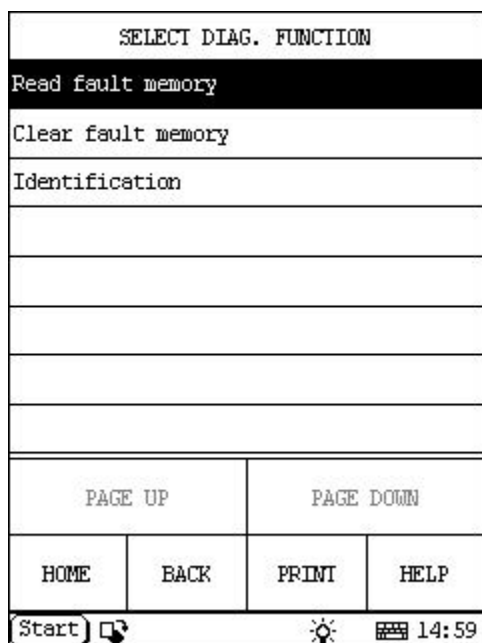 SELECT DIAG. FUNCTION
Read fault memory
Clear fault memory
Identification
PAGE UP PAGE DOWN
HOME BACK PRINT HELP
Start 14:59